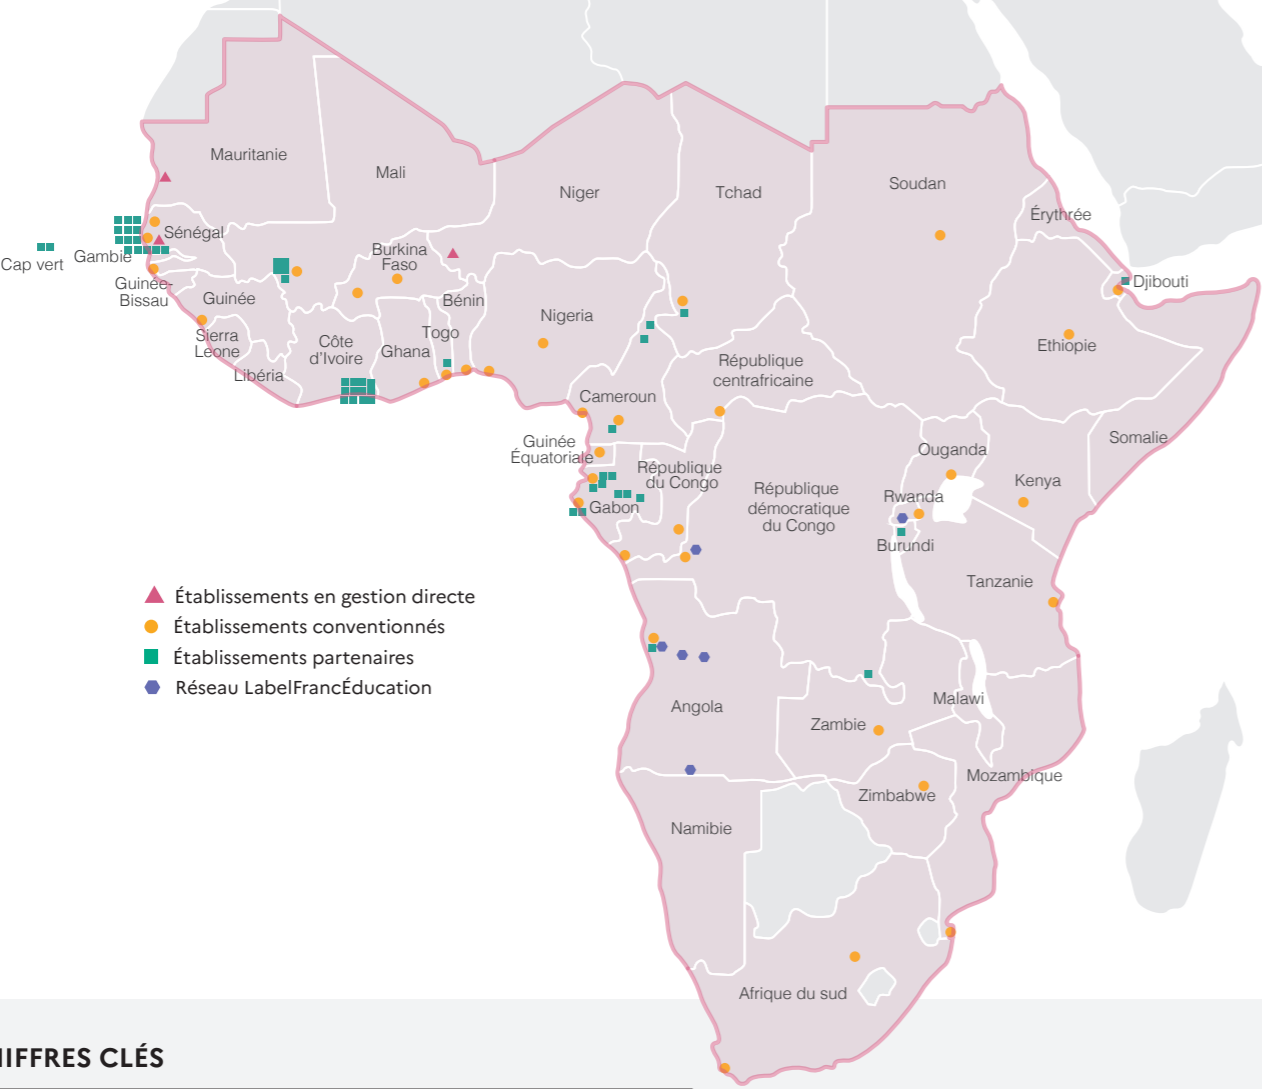 Mauritanie
Mali
Niger
Tchad
Soudan
Érythrée
Sénégal
Gambie
Cap vert
Burkina
Faso
Djibouti
Guinée-
Bissau
Guinée
Bénin
Nigeria
Sierra
Leone
Côte
d'Ivoire
Ghana
Togo
Ethiopie
Libéria
République
centrafricaine
Cameroun
Somalie
Guinée
Équatoriale
République
du Congo
Ouganda
Kenya
Gabon
République
démocratique
du Congo
Rwanda
Burundi
Tanzanie
Établissements en gestion directe
Établissements conventionnés
Établissements partenaires
Réseau LabelFrancÉducation
Angola
Malawi
Zambie
Mozambique
Zimbabwe
Namibie
Afrique du sud
IFFRES CLÉS